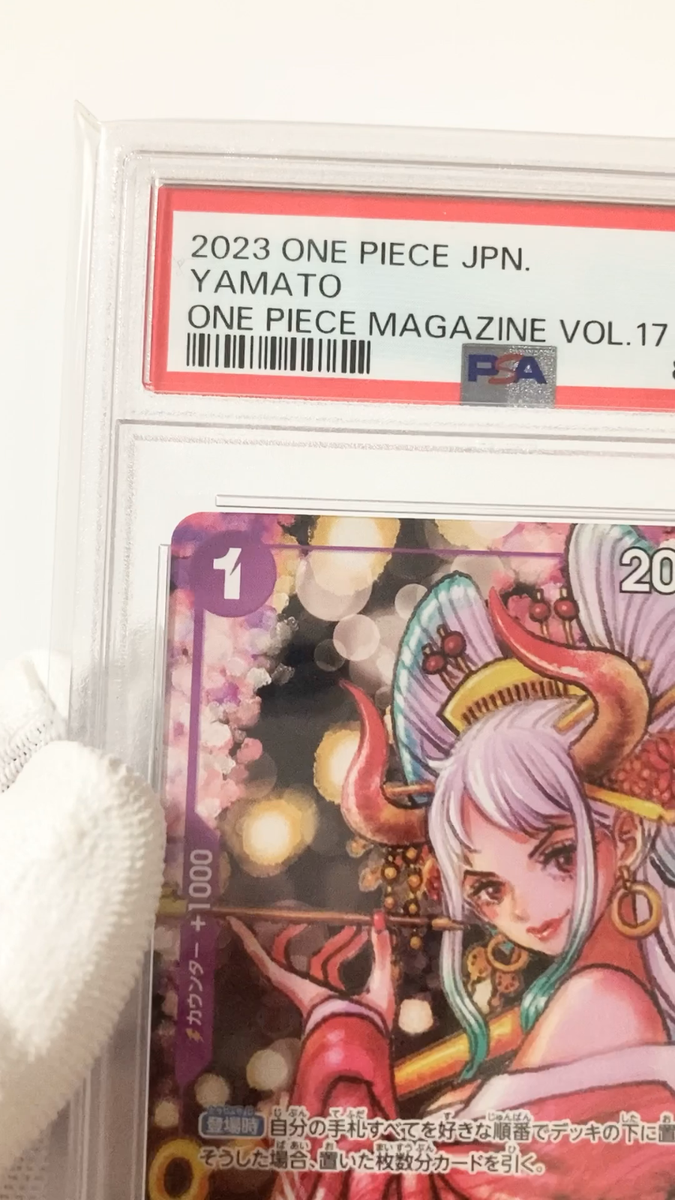 2023 ONE PIECE JPN.
YAMATO
ONE PIECE MAGAZINE VOL.17
PSA
1
20
カウンター +1000
登場時 自分の手札すべてを好きな順番でデッキの下に置
そうした場合、置いた枚数分カードを引く。